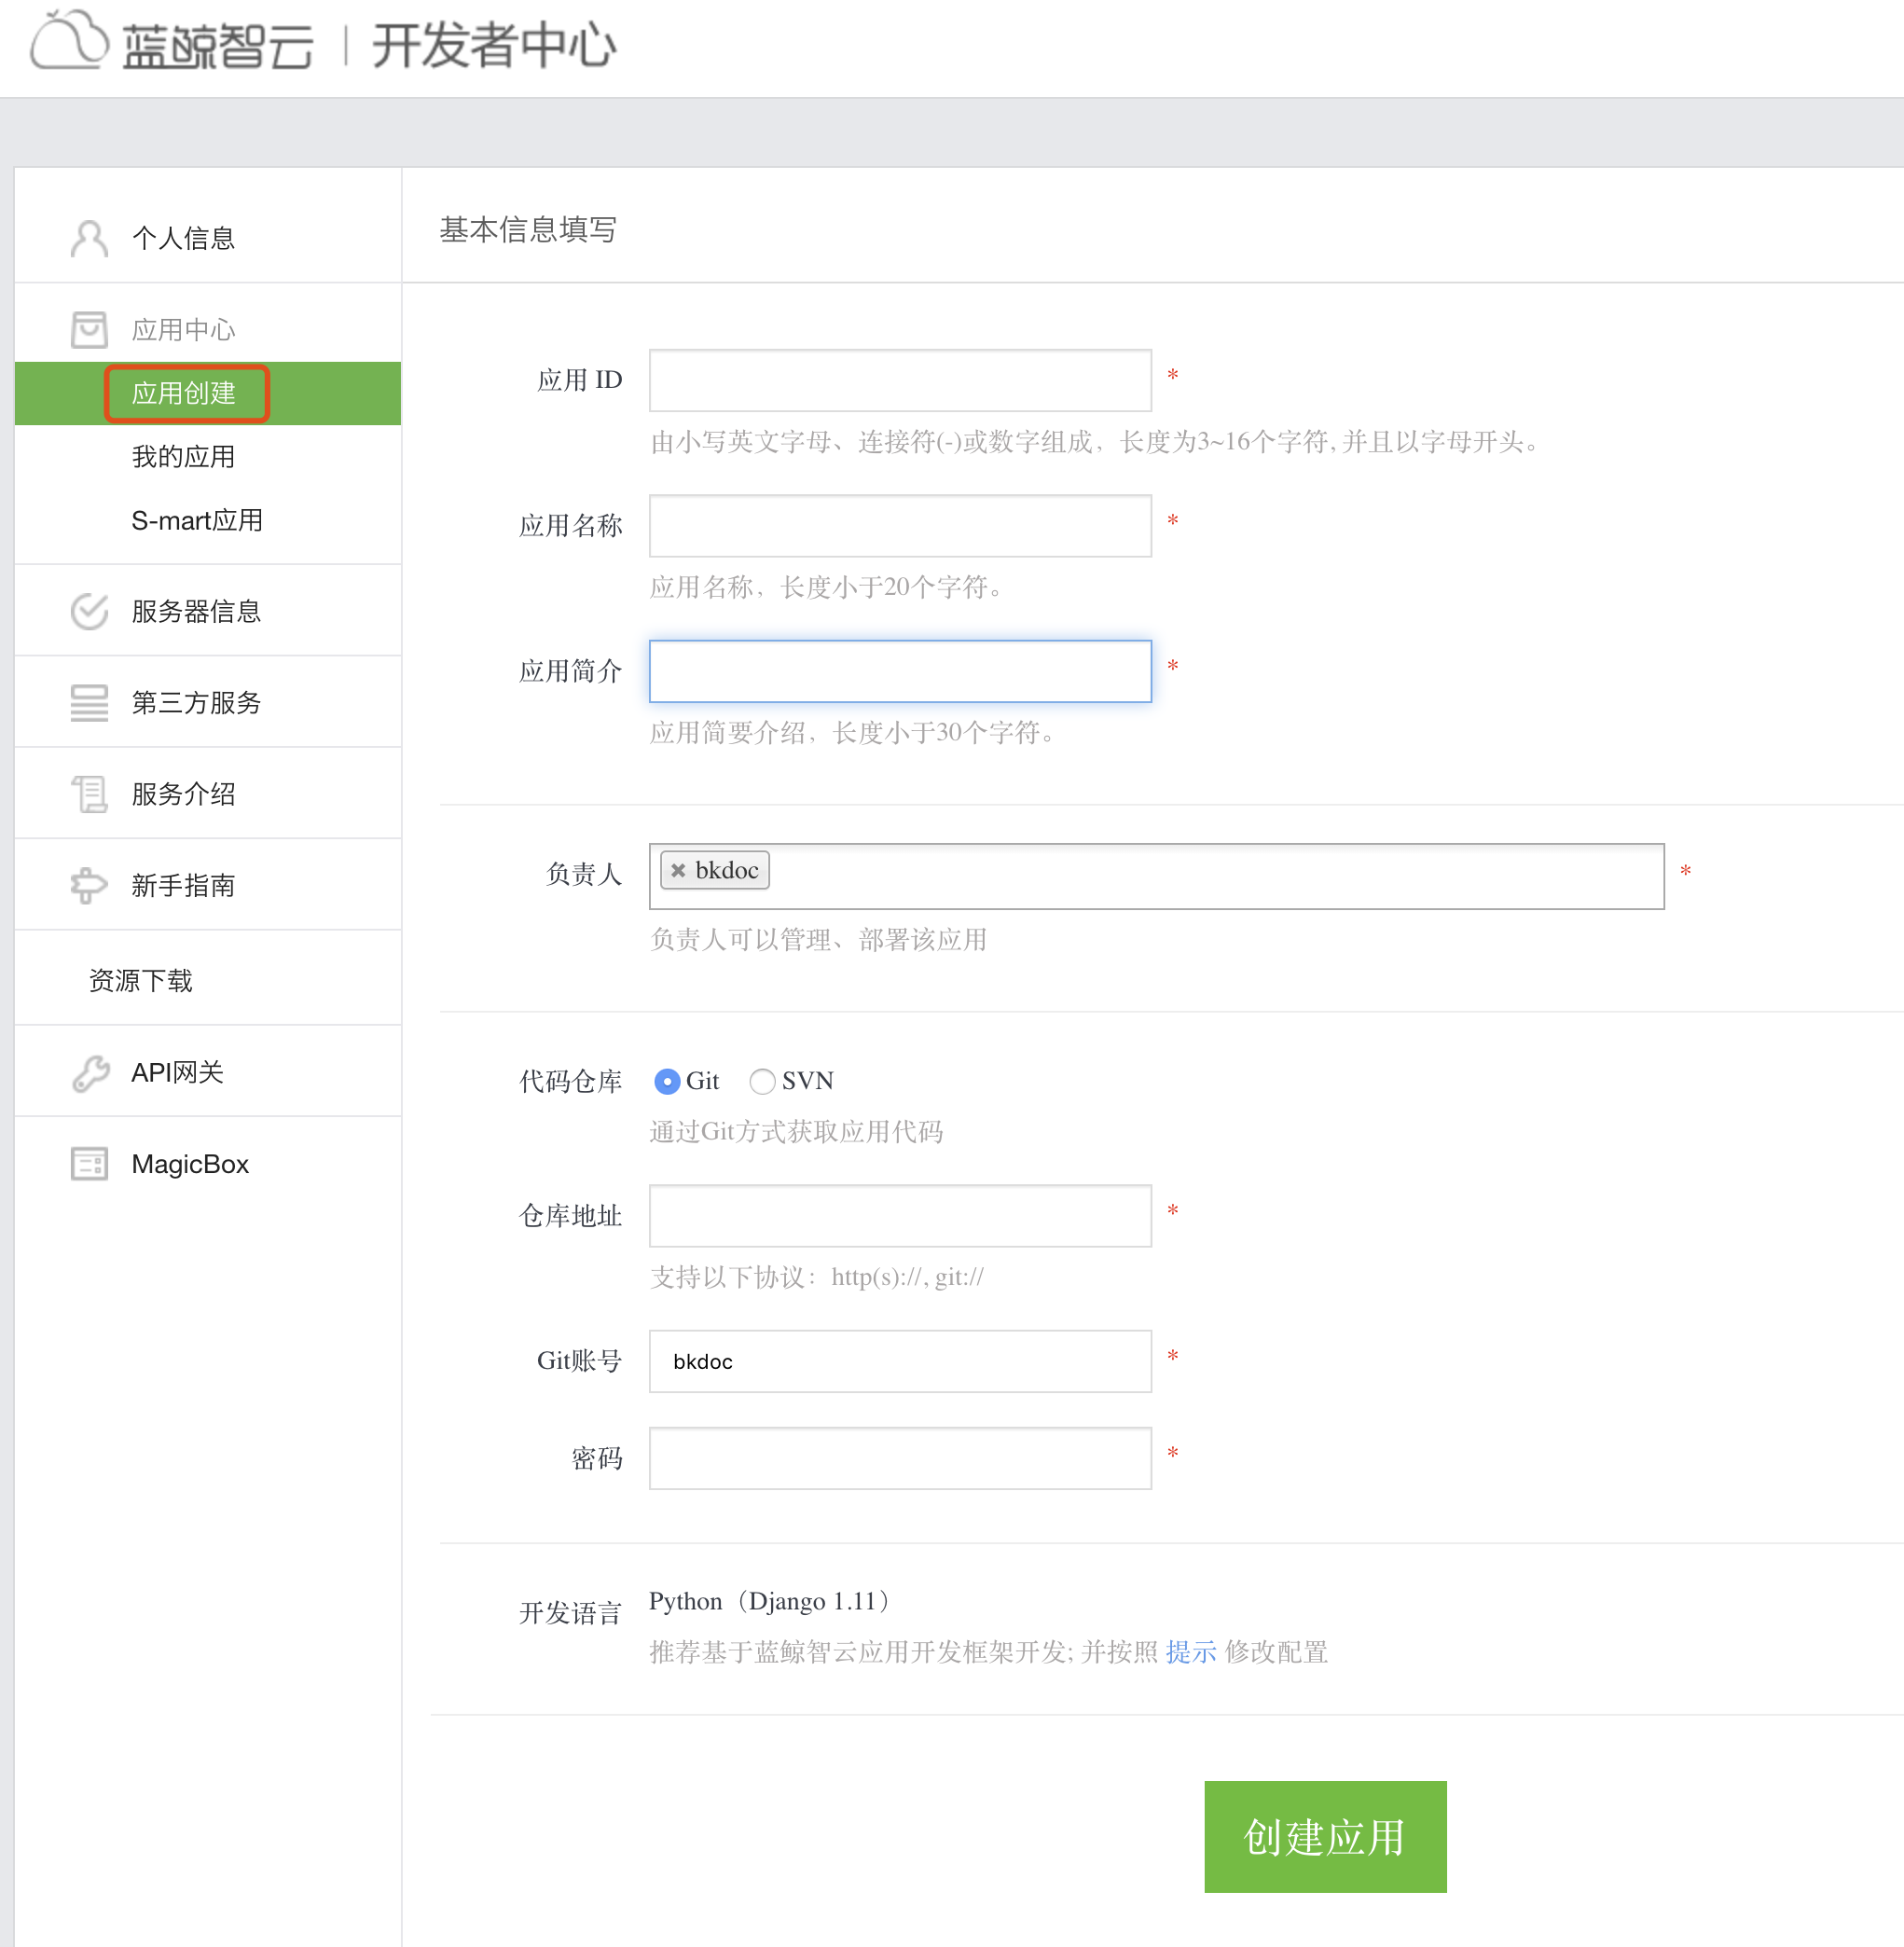 蓝鲸智云 | 开发者中心
个人信息
应用中心
应用创建
我的应用
S-mart应用
服务器信息
第三方服务
服务介绍
新手指南
资源下载
API网关
MagicBox
基本信息填写
应用 ID *
由小写英文字母、连接符(-)或数字组成，长度为3~16个字符, 并且以字母开头。
应用名称 *
应用名称，长度小于20个字符。
应用简介 *
应用简要介绍，长度小于30个字符。
负责人 ✖ bkdoc *
负责人可以管理、部署该应用
代码仓库 Git SVN
通过Git方式获取应用代码
仓库地址 *
支持以下协议：http(s)://, git://
Git账号 bkdoc *
密码 *
开发语言 Python（Django 1.11）
推荐基于蓝鲸智云应用开发框架开发; 并按照 提示 修改配置
创建应用